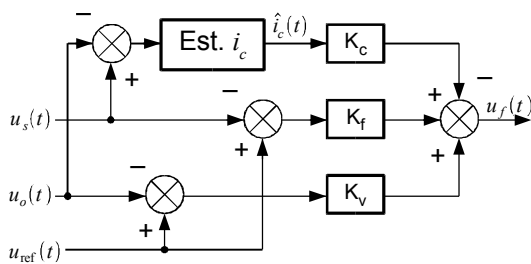 −
Est. i_c
î_c(t)
K_c
+
−
−
+
u_s(t)
K_f
u_f(t)
+
+
u_o(t)
−
K_v
+
u_ref(t)